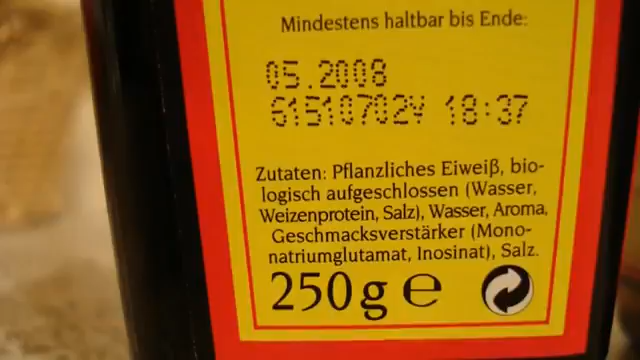 Mindestens haltbar bis Ende:
05.2008
61510702Y 18:37
Zutaten: Pflanzliches Eiweiß, bio-
logisch aufgeschlossen (Wasser,
Weizenprotein, Salz), Wasser, Aroma,
Geschmacksverstärker (Mono-
natriumglutamat, Inosinat), Salz.
250g ℮